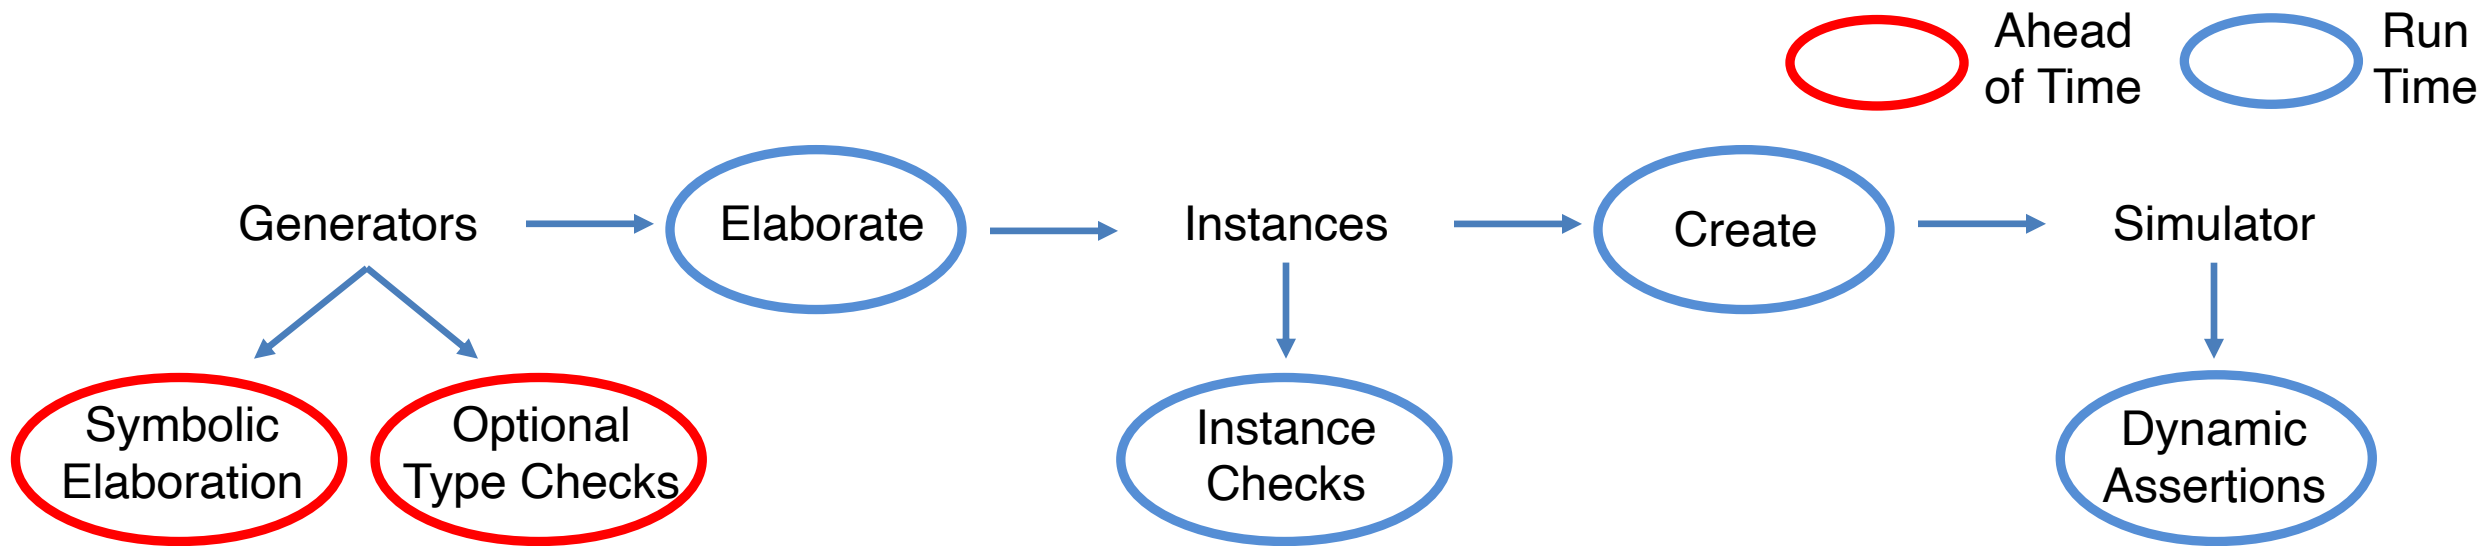 Ahead
of Time
Run
Time
Generators
Elaborate
Instances
Create
Simulator
Symbolic
Elaboration
Optional
Type Checks
Instance
Checks
Dynamic
Assertions